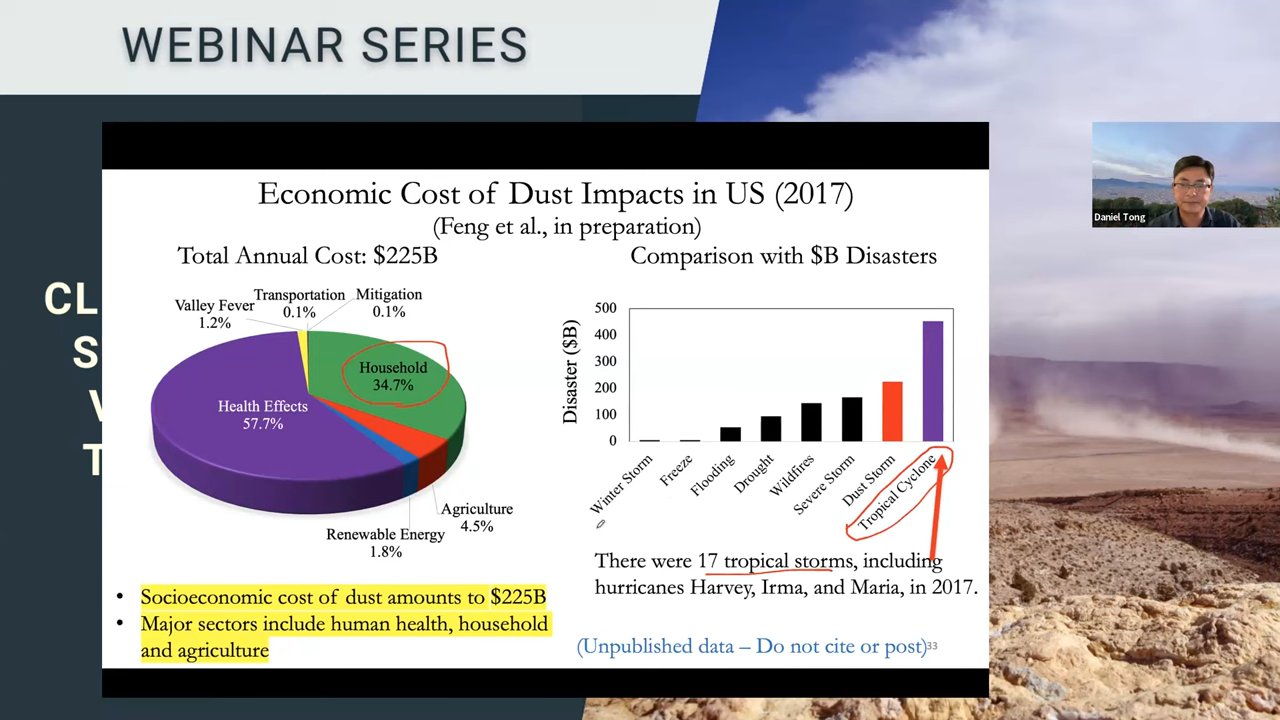 WEBINAR SERIES
CL
S
V
T
Daniel Tong
Economic Cost of Dust Impacts in US (2017)
(Feng et al., in preparation)
Total Annual Cost: $225B
Valley Fever
1.2%
Transportation
0.1%
Mitigation
0.1%
Household
34.7%
Health Effects
57.7%
Agriculture
4.5%
Renewable Energy
1.8%
• Socioeconomic cost of dust amounts to $225B
• Major sectors include human health, household
and agriculture
Comparison with $B Disasters
Disaster ($B)
500
400
300
200
100
0
Winter Storm
Freeze
Flooding
Drought
Wildfires
Severe Storm
Dust Storm
Tropical Cyclone
There were 17 tropical storms, including
hurricanes Harvey, Irma, and Maria, in 2017.
(Unpublished data – Do not cite or post)
33